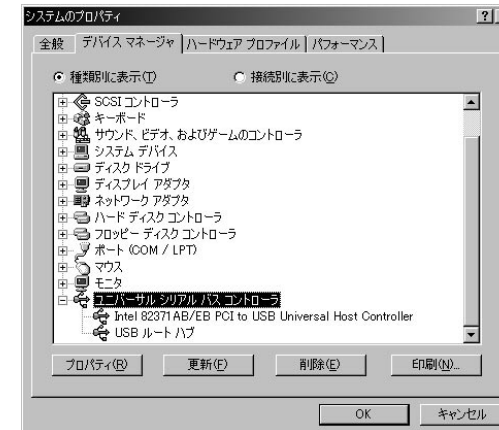 システムのプロパティ
?
全般 デバイス マネージャ ハードウェア プロファイル パフォーマンス
種類別に表示(T) 接続別に表示(C)
SCSI コントローラ
キーボード
サウンド、ビデオ、およびゲームのコントローラ
システム デバイス
ディスク ドライブ
ディスプレイ アダプタ
ネットワーク アダプタ
ハード ディスク コントローラ
フロッピー ディスク コントローラ
ポート (COM / LPT)
マウス
モニタ
ユニバーサル シリアル バス コントローラ
Intel 82371AB/EB PCI to USB Universal Host Controller
USB ルート ハブ
プロパティ(R) 更新(F) 削除(E) 印刷(N)...
OK キャンセル